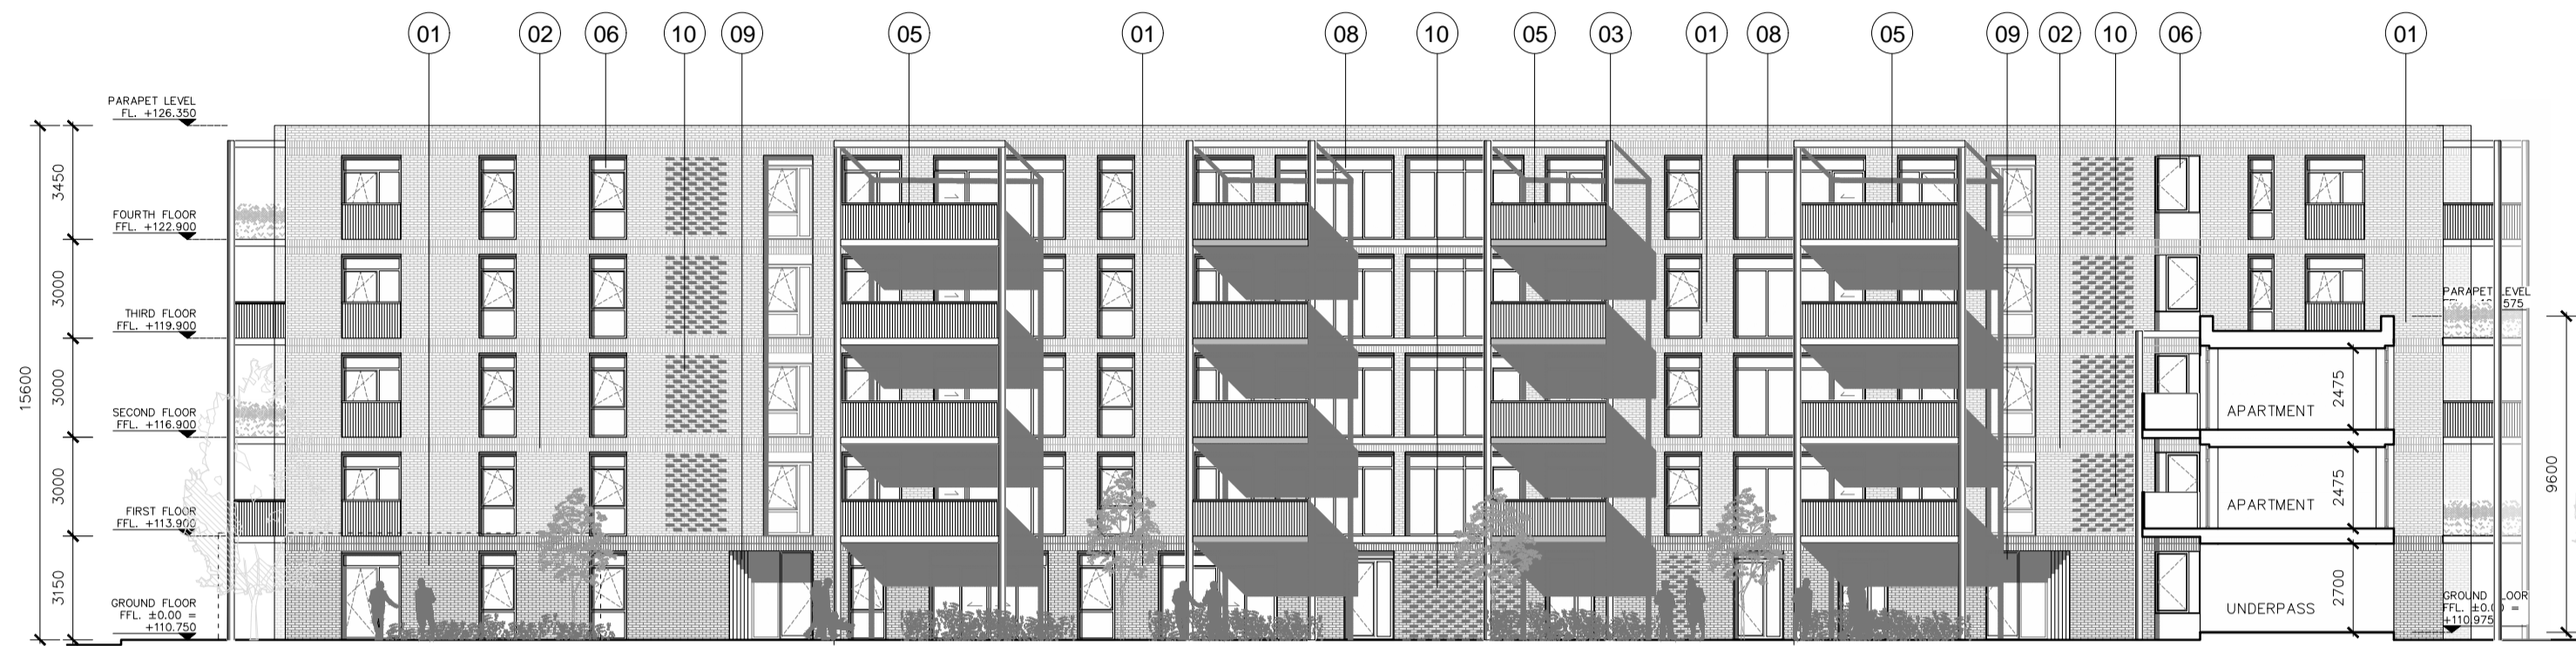 01 02 06 10 09 05 01 08 10 05 03 01 08 05 09 02 10 06 01
PARAPET LEVEL
FL. +126.350
3450
FOURTH FLOOR
FFL. +122.900
3000
THIRD FLOOR
FFL. +119.900
15600
3000
SECOND FLOOR
FFL. +116.900
3000
FIRST FLOOR
FFL. +113.900
3150
GROUND FLOOR
FFL. ±0.00 =
+110.750
PARAPET LEVEL
APARTMENT
2475
APARTMENT
2475
UNDERPASS
2700
9600
GROUND
FFL. ±0.00 =
+110.975